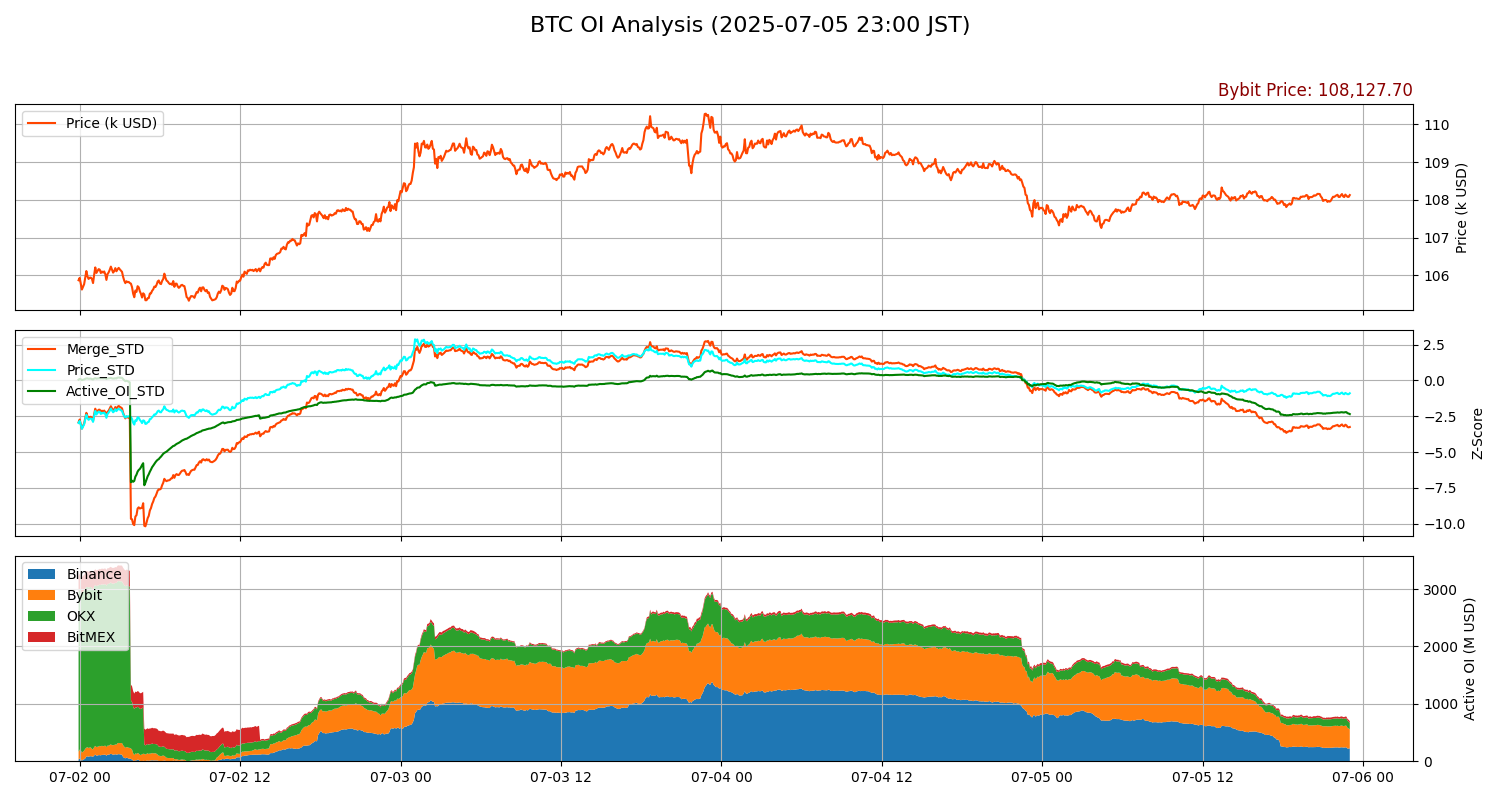 BTC OI Analysis (2025-07-05 23:00 JST)
Bybit Price: 108,127.70
Price (k USD)
110
109
108
107
106
Price (k USD)
Merge_STD
Price_STD
Active_OI_STD
2.5
0.0
−2.5
−5.0
−7.5
−10.0
Z-Score
Binance
Bybit
OKX
BitMEX
3000
2000
1000
0
Active OI (M USD)
07-02 00 07-02 12 07-03 00 07-03 12 07-04 00 07-04 12 07-05 00 07-05 12 07-06 00